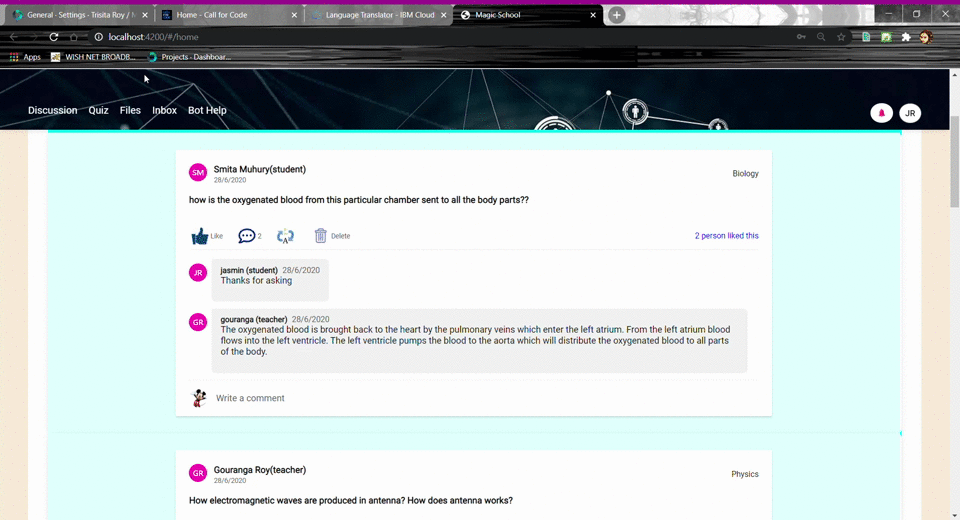 General - Settings - Trisita Roy /
Home - Call for Code
Language Translator - IBM Cloud
Magic School
localhost:4200/#/home
Apps
WISH NET BROADB...
Projects - Dashboar...
Discussion
Quiz
Files
Inbox
Bot Help
JR
SM
Smita Muhury(student)
28/6/2020
Biology
how is the oxygenated blood from this particular chamber sent to all the body parts??
Like
2
A
Delete
2 person liked this
JR
jasmin (student) 28/6/2020
Thanks for asking
GR
gouranga (teacher) 28/6/2020
The oxygenated blood is brought back to the heart by the pulmonary veins which enter the left atrium. From the left atrium blood
flows into the left ventricle. The left ventricle pumps the blood to the aorta which will distribute the oxygenated blood to all parts
of the body.
Write a comment
GR
Gouranga Roy(teacher)
28/6/2020
Physics
How electromagnetic waves are produced in antenna? How does antenna works?